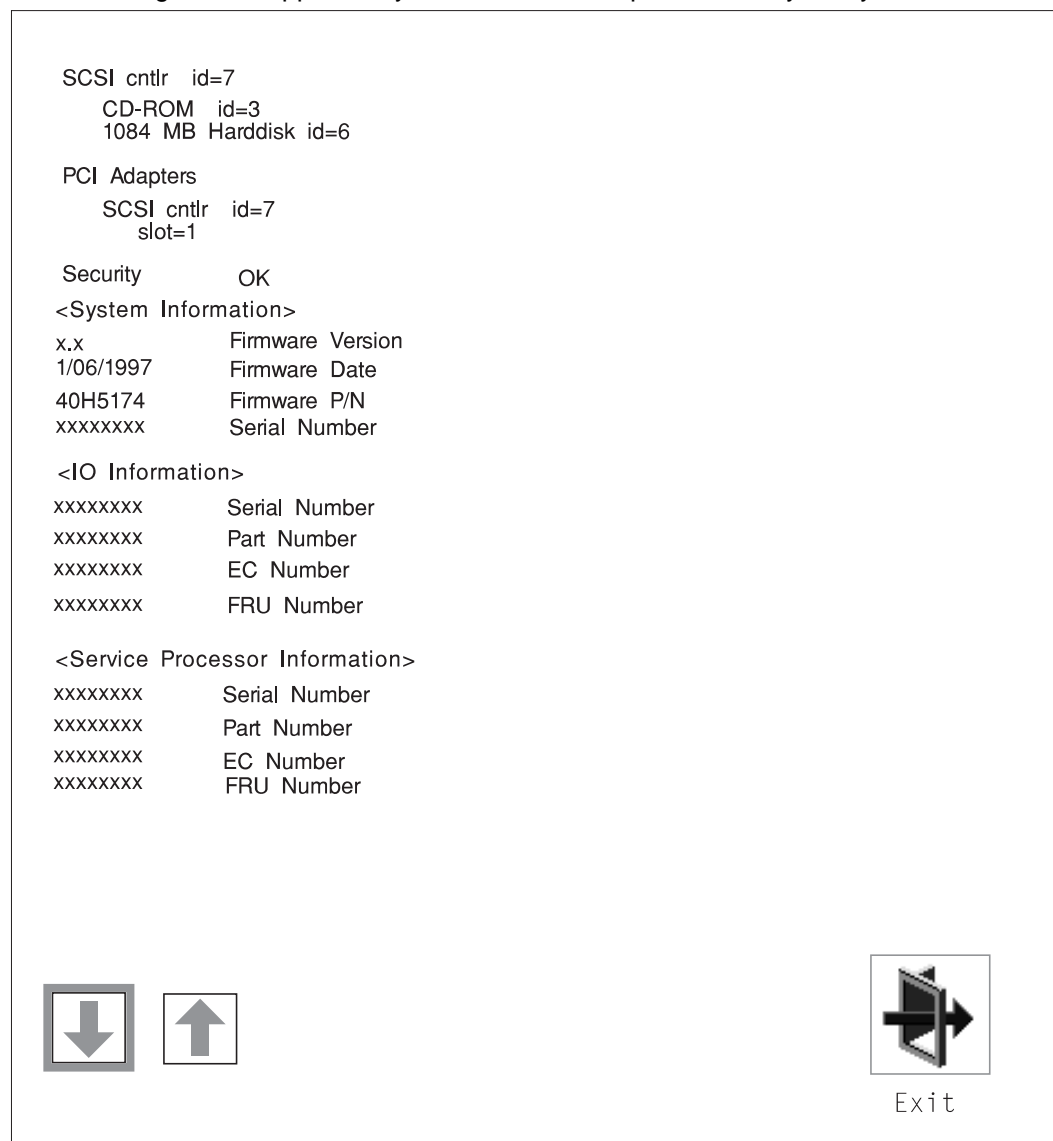 SCSI cntlr id=7
CD-ROM id=3
1084 MB Harddisk id=6
PCI Adapters
SCSI cntlr id=7
slot=1
Security OK
<System Information>
x.x Firmware Version
1/06/1997 Firmware Date
40H5174 Firmware P/N
xxxxxxxx Serial Number
<IO Information>
xxxxxxxx Serial Number
xxxxxxxx Part Number
xxxxxxxx EC Number
xxxxxxxx FRU Number
<Service Processor Information>
xxxxxxxx Serial Number
xxxxxxxx Part Number
xxxxxxxx EC Number
xxxxxxxx FRU Number
Exit